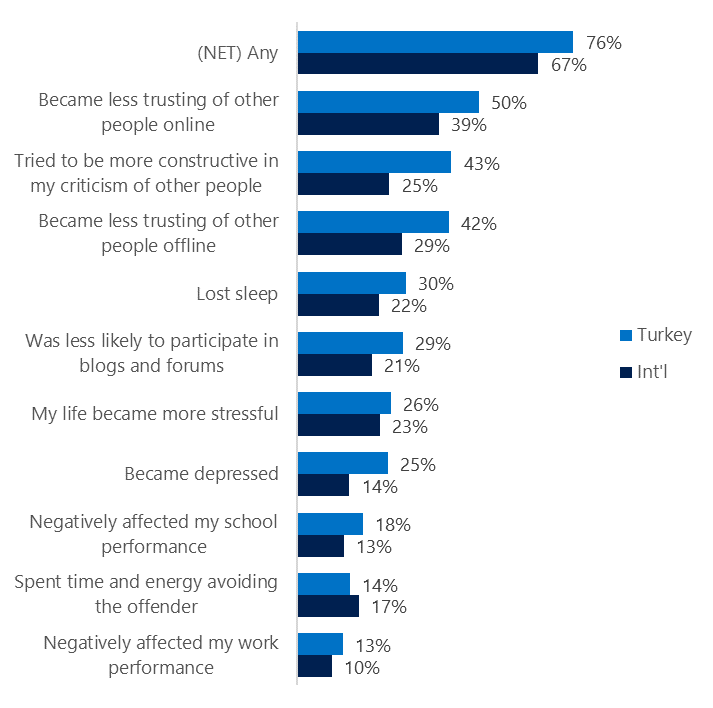 (NET) Any
76%
67%
Became less trusting of other
people online
50%
39%
Tried to be more constructive in
my criticism of other people
43%
25%
Became less trusting of other
people offline
42%
29%
Lost sleep
30%
22%
Was less likely to participate in
blogs and forums
29%
21%
My life became more stressful
26%
23%
Became depressed
25%
14%
Negatively affected my school
performance
18%
13%
Spent time and energy avoiding
the offender
14%
17%
Negatively affected my work
performance
13%
10%
Turkey
Int'l